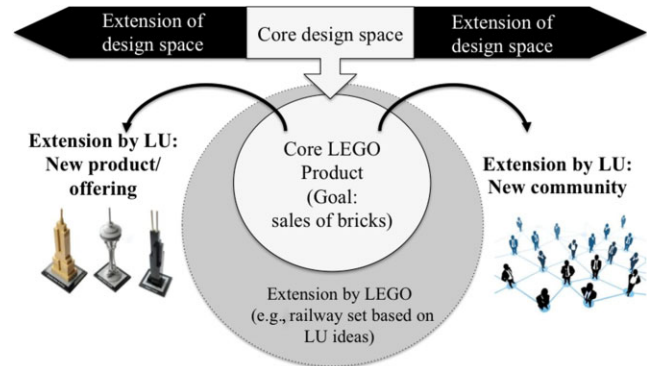 Extension of
design space
Core design space
Extension of
design space
Extension by LU:
New product/
offering
Core LEGO
Product
(Goal:
sales of bricks)
Extension by LU:
New community
Extension by LEGO
(e.g., railway set based on
LU ideas)